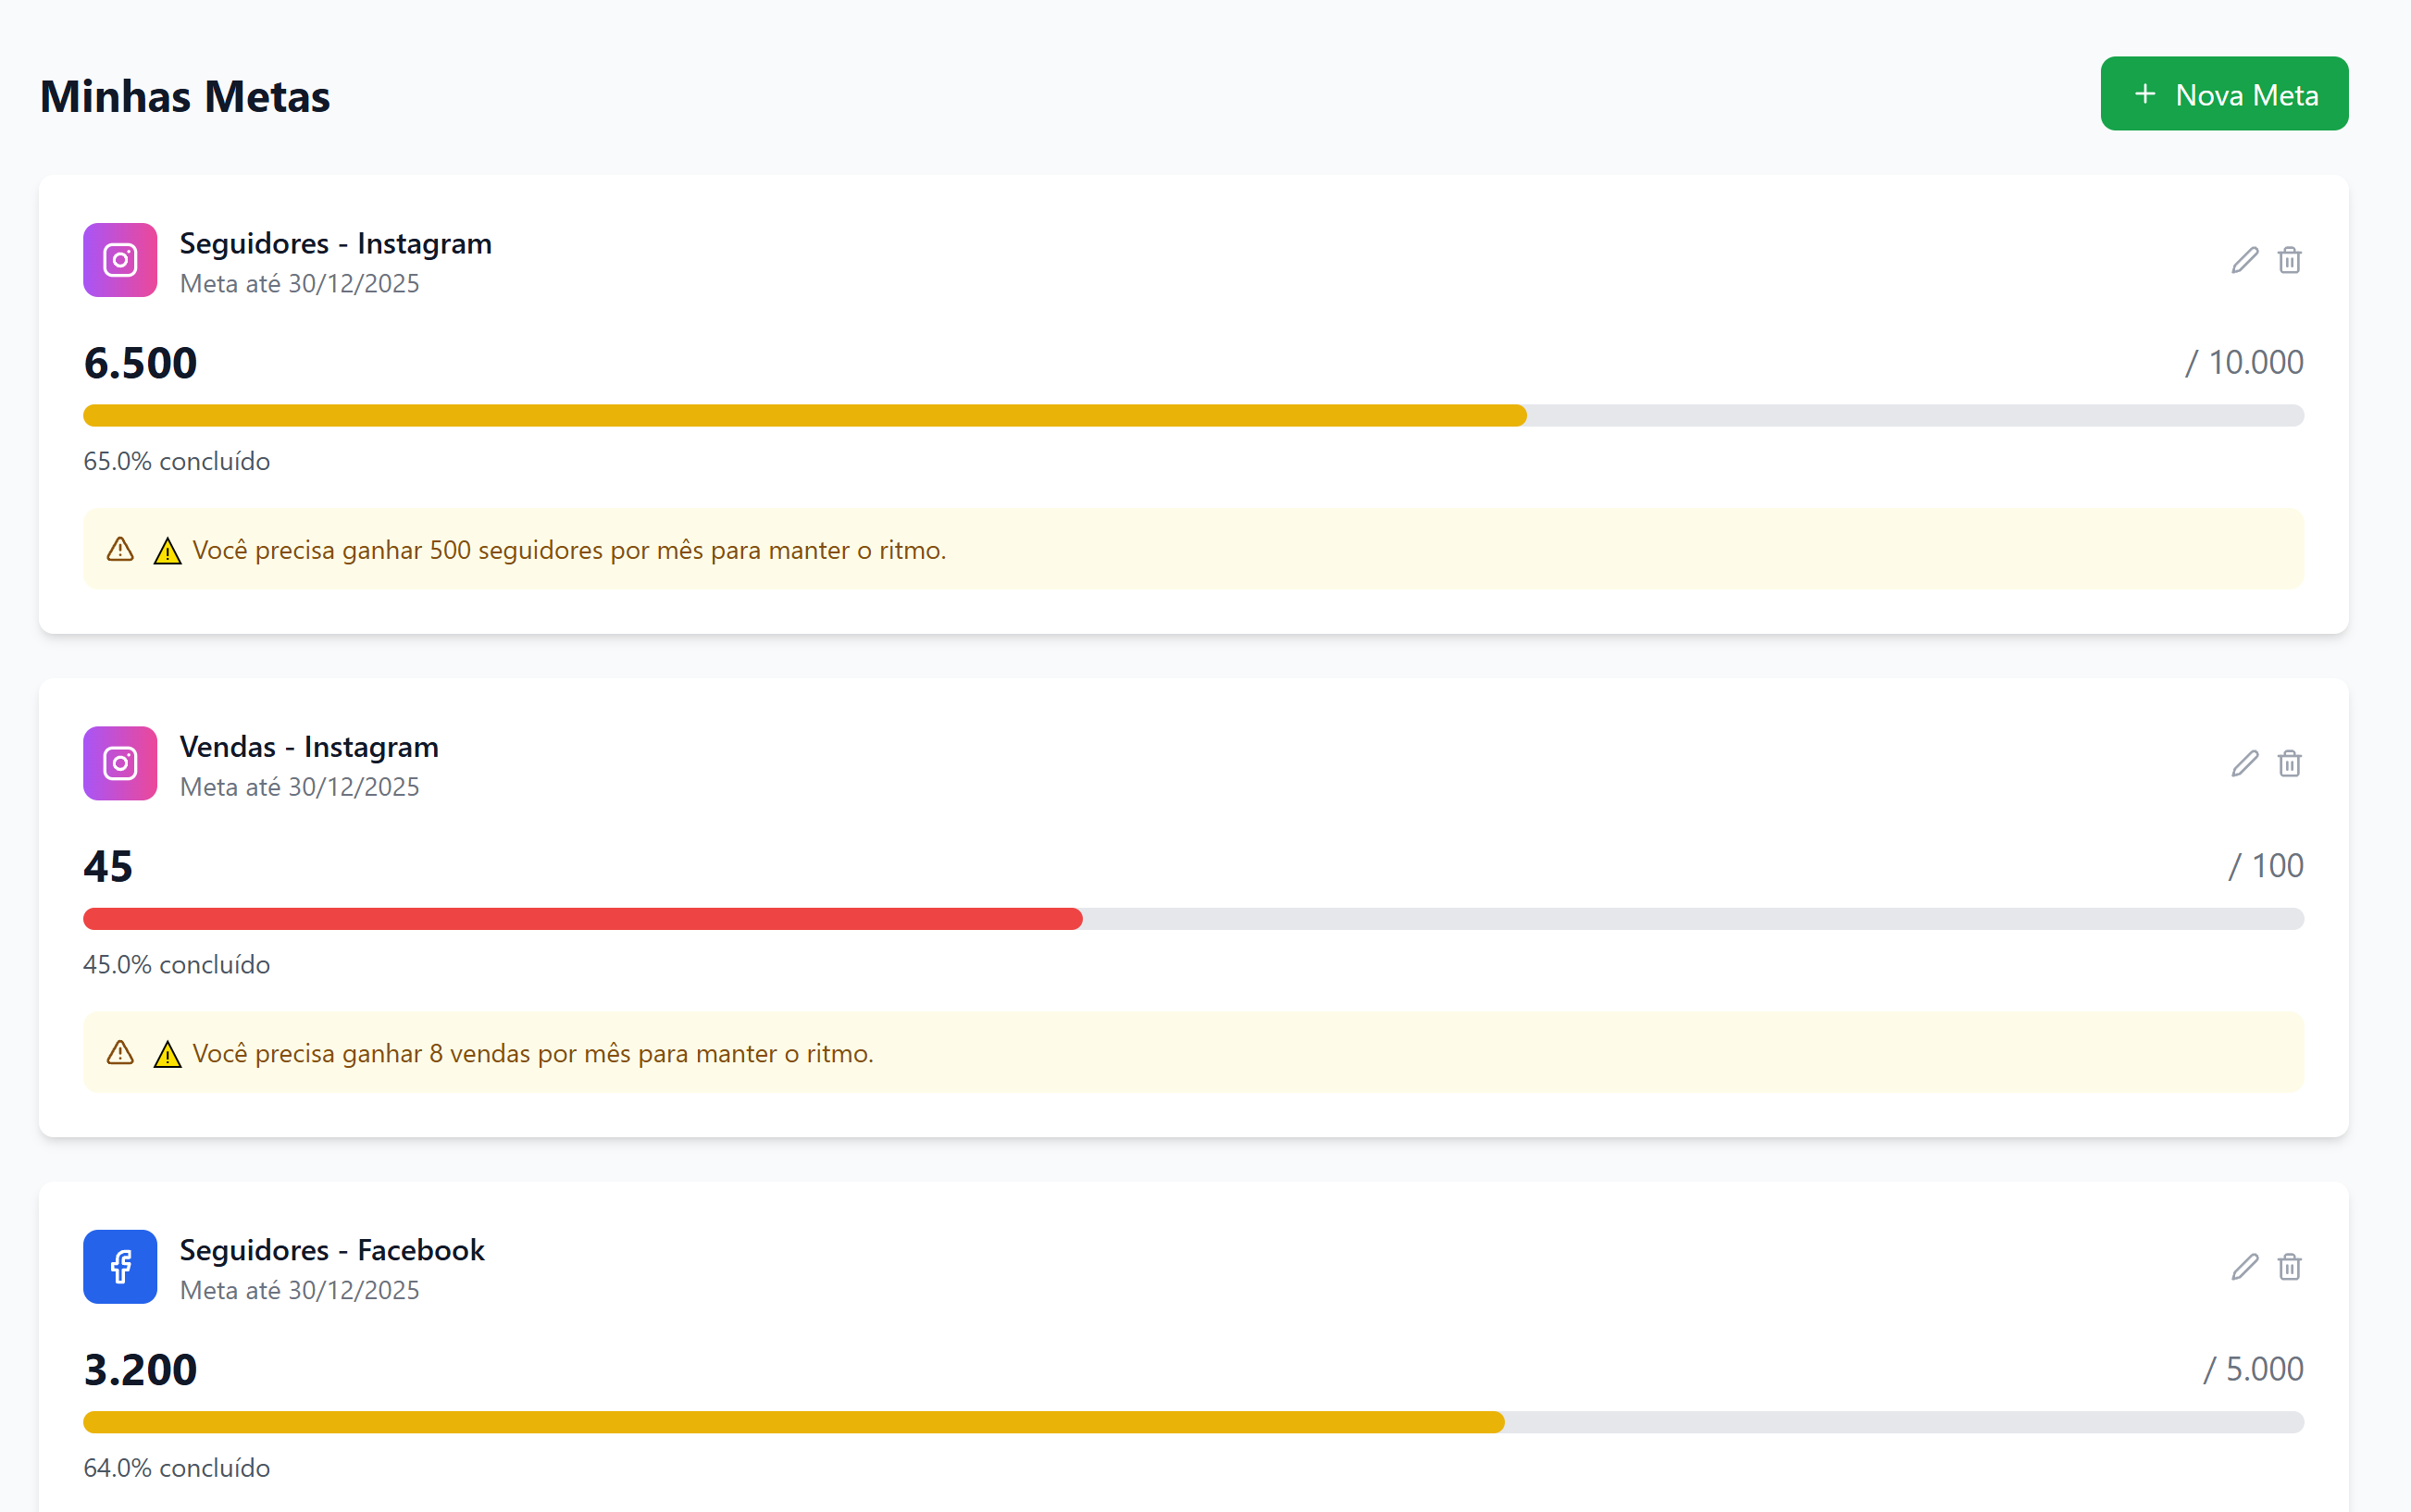 Minhas Metas
+ Nova Meta
Seguidores - Instagram
Meta até 30/12/2025
6.500 / 10.000
65.0% concluído
⚠️ Você precisa ganhar 500 seguidores por mês para manter o ritmo.
Vendas - Instagram
Meta até 30/12/2025
45 / 100
45.0% concluído
⚠️ Você precisa ganhar 8 vendas por mês para manter o ritmo.
Seguidores - Facebook
Meta até 30/12/2025
3.200 / 5.000
64.0% concluído